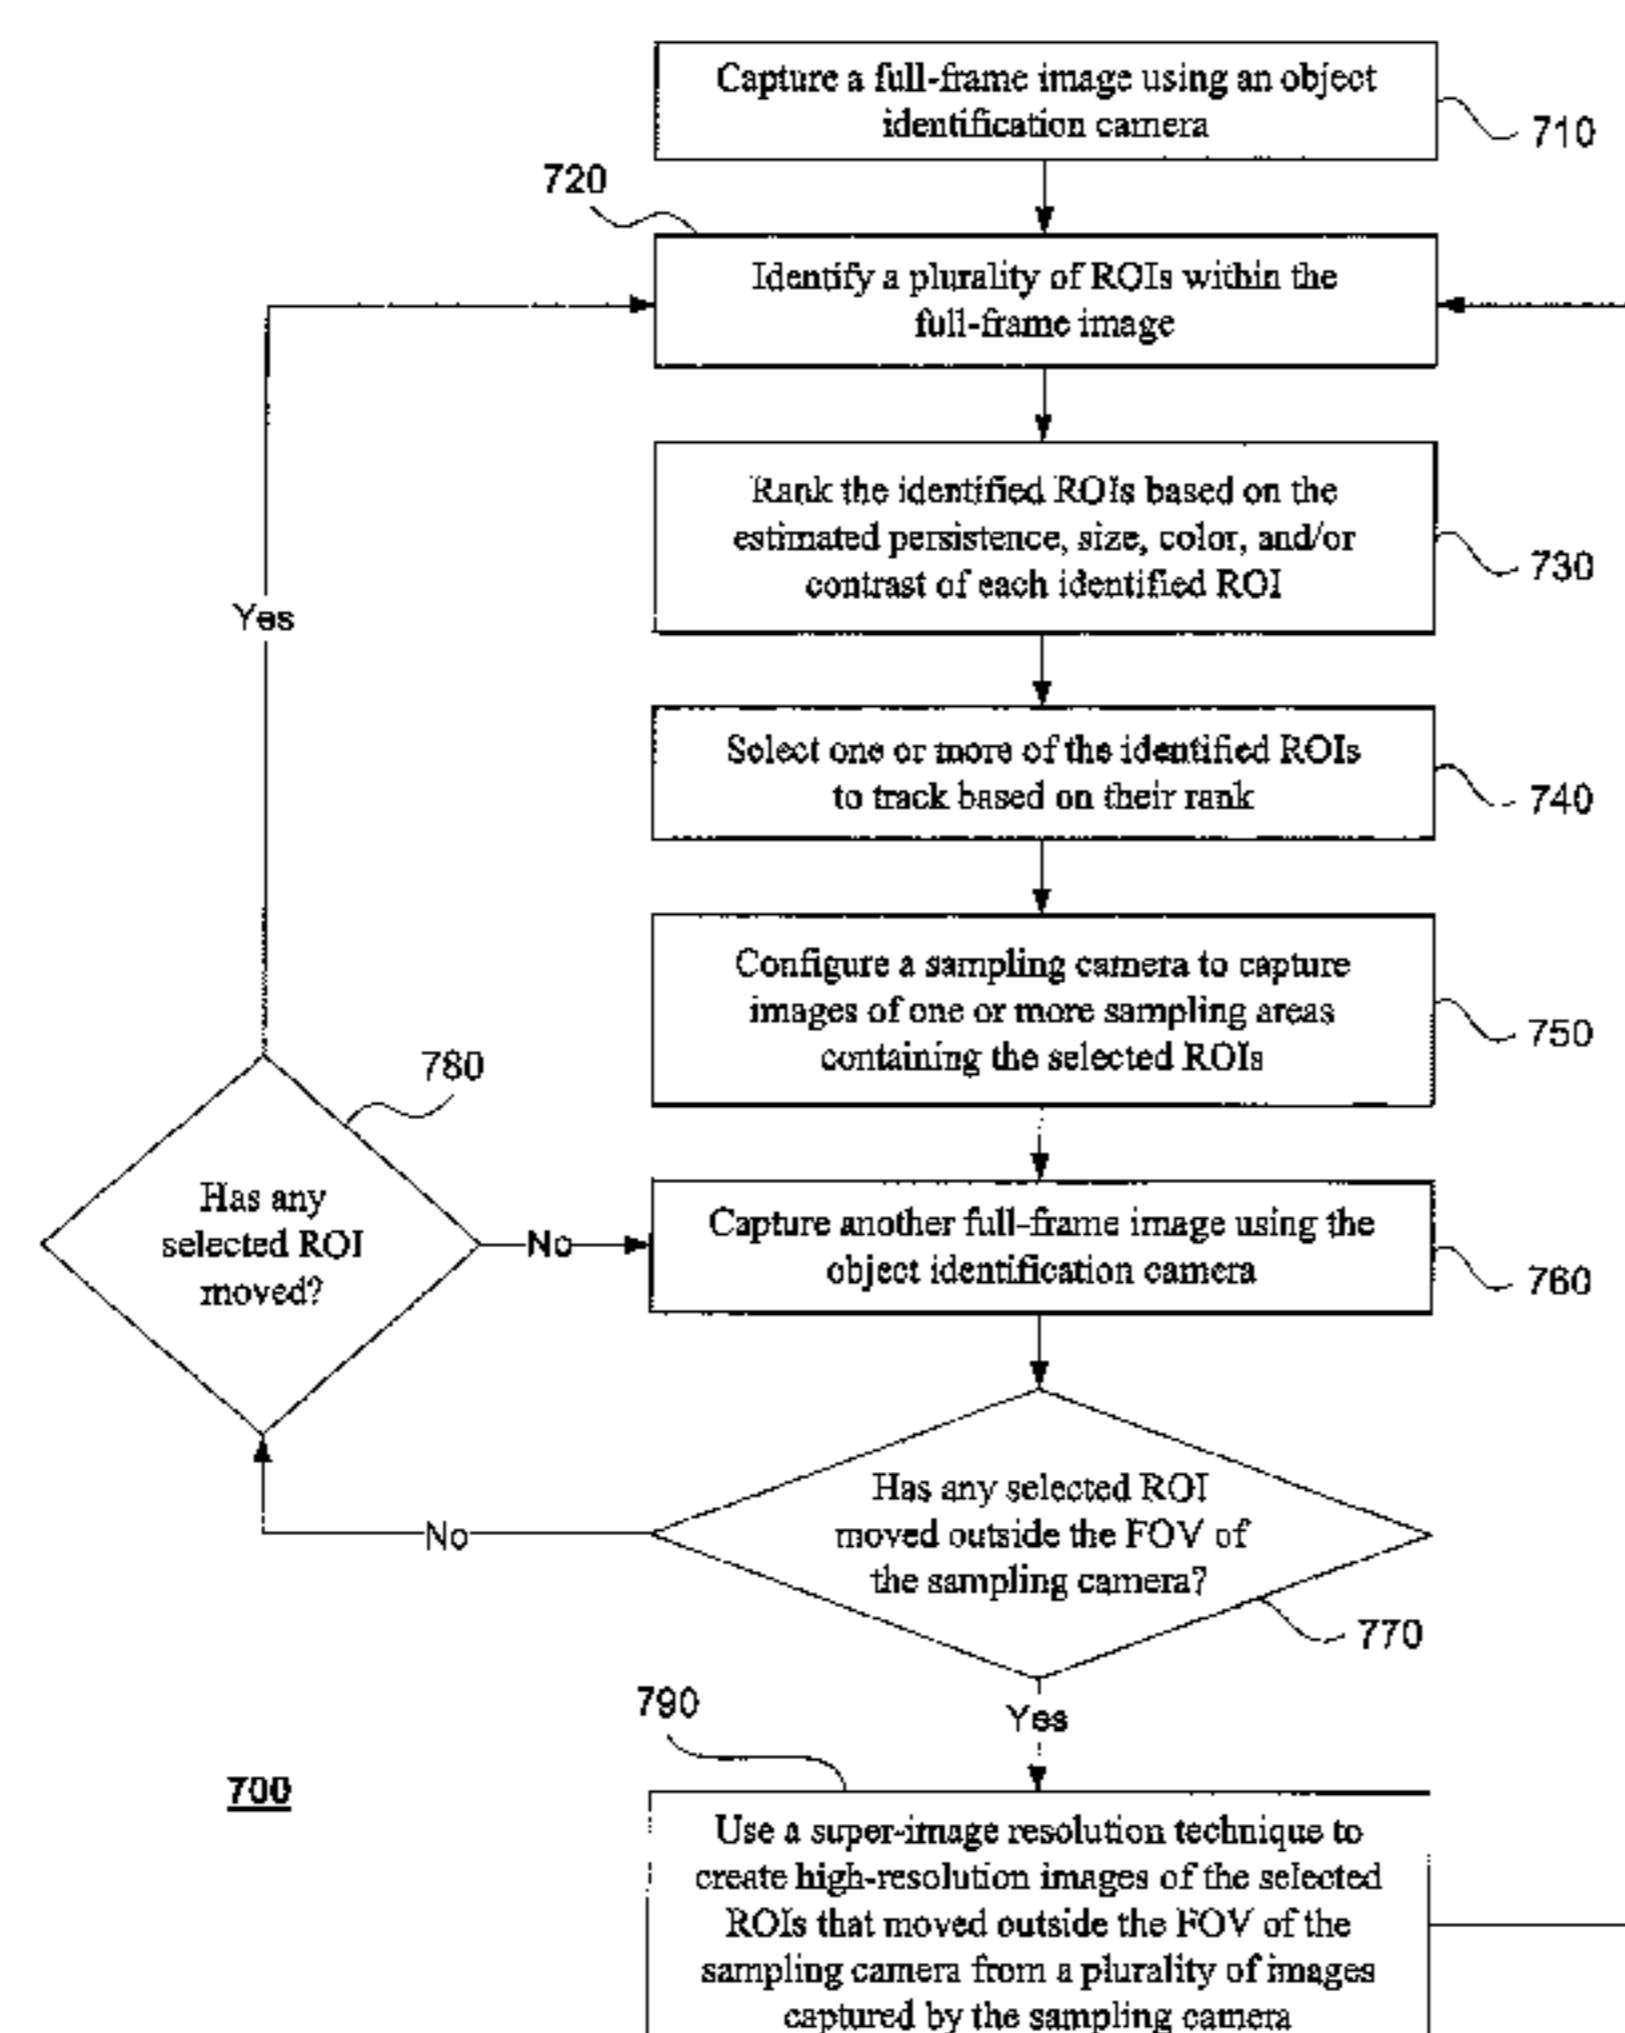 Capture a full-frame image using an object
identification camera
710
720
Identify a plurality of ROIs within the
full-frame image
Rank the identified ROIs based on the
estimated persistence, size, color, and/or
contrast of each identified ROI
730
Yes
Select one or more of the identified ROIs
to track based on their rank
740
Configure a sampling camera to capture
images of one or more sampling areas
containing the selected ROIs
750
780
Has any
selected ROI
moved?
No
Capture another full-frame image using the
object identification camera
760
Has any selected ROI
moved outside the FOV of
the sampling camera?
No
770
Yes
790
700
Use a super-image resolution technique to
create high-resolution images of the selected
ROIs that moved outside the FOV of the
sampling camera from a plurality of images
captured by the sampling camera